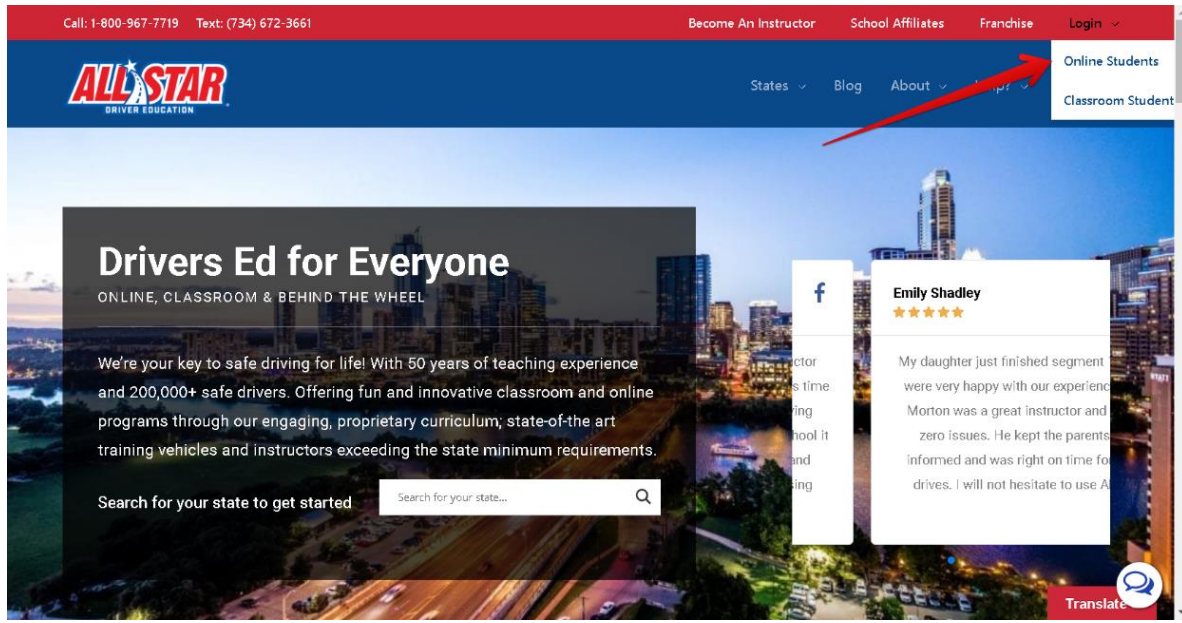 Call: 1-800-967-7719 Text: (734) 672-3661 Become An Instructor School Affiliates Franchise Login
Online Students
Classroom Student
ALL STAR
DRIVER EDUCATION
States Blog About
Drivers Ed for Everyone
ONLINE, CLASSROOM & BEHIND THE WHEEL
We're your key to safe driving for life! With 50 years of teaching experience
and 200,000+ safe drivers. Offering fun and innovative classroom and online
programs through our engaging, proprietary curriculum; state-of-the art
training vehicles and instructors exceeding the state minimum requirements.
Search for your state to get started
Search for your state...
f
ctor
s time
hool it
and
Emily Shadley
My daughter just finished segment
were very happy with our experienc
Morton was a great instructor and
zero issues. He kept the parents
informed and was right on time fo
drives. I will not hesitate to use A
Translate